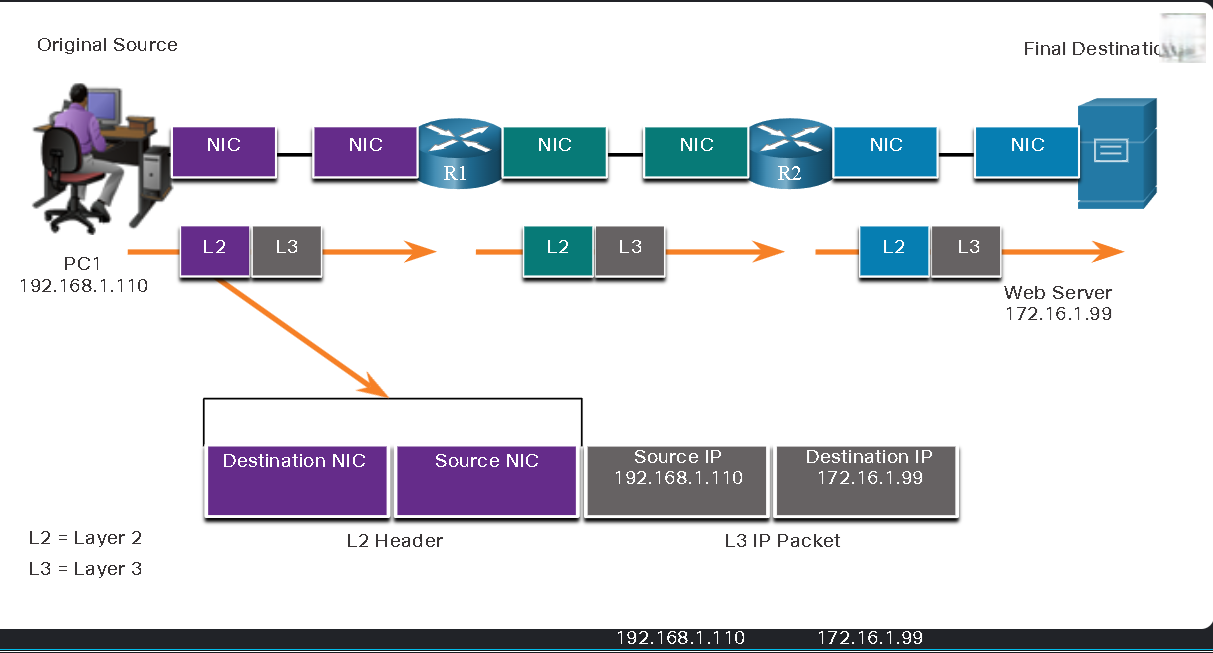 Original Source
Final Destinatio
NIC
NIC
R1
NIC
NIC
R2
NIC
NIC
L2
L3
L2
L3
L2
L3
PC1
192.168.1.110
Web Server
172.16.1.99
Destination NIC
Source NIC
Source IP
192.168.1.110
Destination IP
172.16.1.99
L2 Header
L3 IP Packet
L2 = Layer 2
L3 = Layer 3
192.168.1.110
172.16.1.99